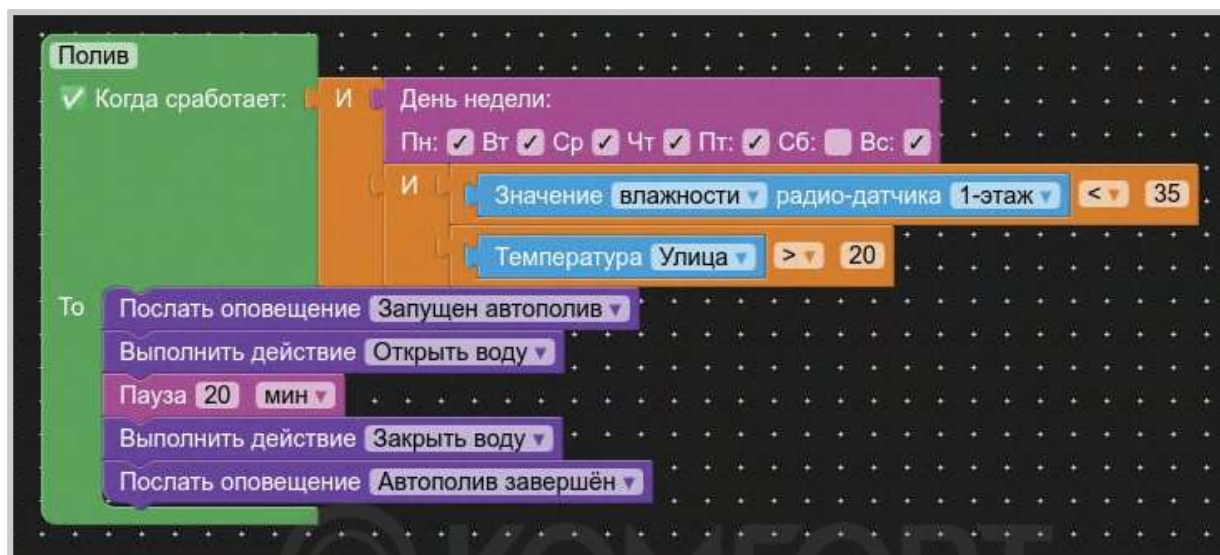 Полив
Когда сработает: И День недели:
Пн: Вт Ср Чт Пт: Сб: Вс:
И Значение влажности радио-датчика 1-этаж < 35
Температура Улица > 20
То Послать оповещение Запущен автополив
Выполнить действие Открыть воду
Пауза 20 мин
Выполнить действие Закрыть воду
Послать оповещение Автополив завершён
КОМFORT